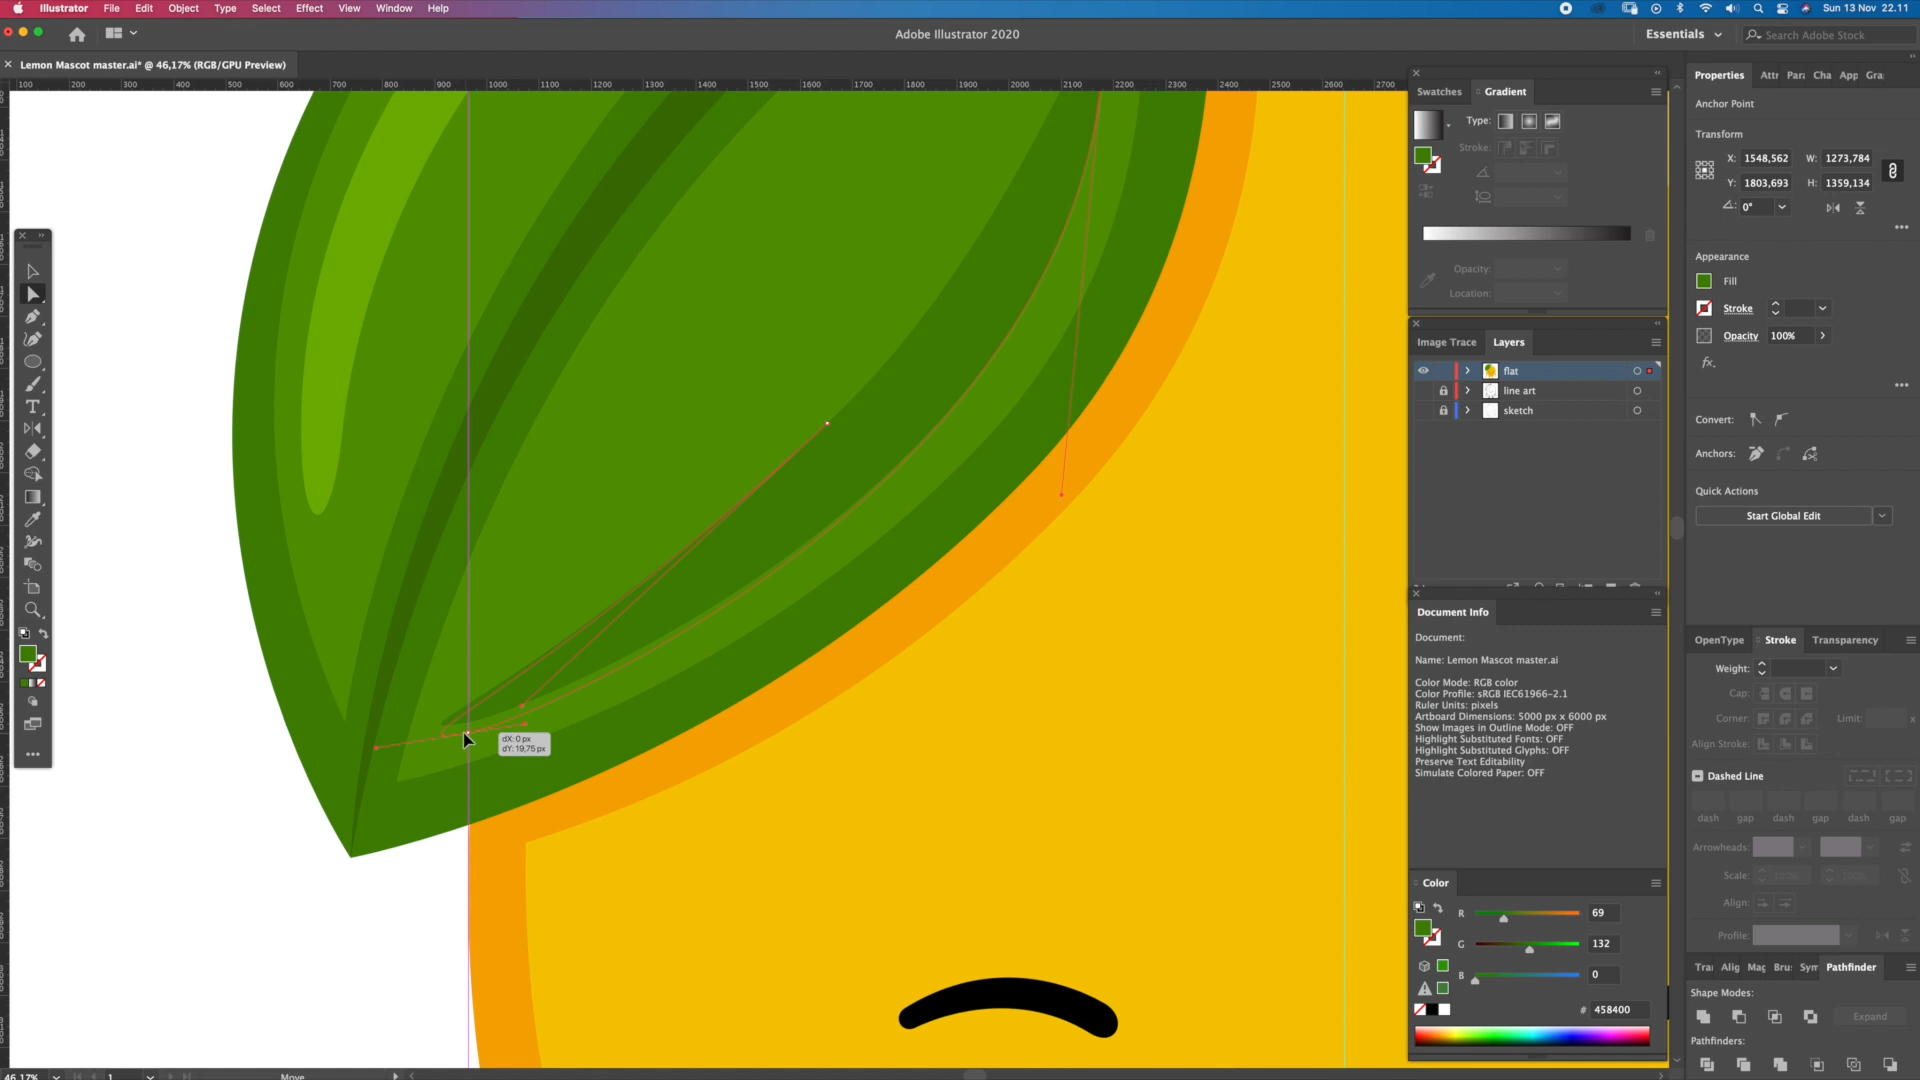 Illustrator File Edit Object Type Select Effect View Window Help
Sun 13 Nov 22.11
Adobe Illustrator 2020
Essentials
Search Adobe Stock
Lemon Mascot master.ai* @ 46,17% (RGB/GPU Preview)
100 200 300 400 500 600 700 800 900 1000 1100 1200 1300 1400 1500 1600 1700 1800 1900 2000 2100 2200 2300 2400 2500 2600 2700
Swatches Gradient
Type:
Stroke:
Opacity:
Location:
Image Trace Layers
flat
line art
sketch
Document Info
Document:
Name: Lemon Mascot master.ai
Color Mode: RGB color
Color Profile: sRGB IEC61966-2.1
Ruler Units: pixels
Artboard Dimensions: 5000 px x 6000 px
Show Images in Outline Mode: OFF
Highlight Substituted Fonts: OFF
Highlight Substituted Glyphs: OFF
Preserve Text Editability
Simulate Colored Paper: OFF
Color
R 69
G 132
B 0
# 458400
dX: 0 px
dY: 19,75 px
Properties Attr Para Cha App Gra
Anchor Point
Transform
X: 1548,562 W: 1273,784
Y: 1803,693 H: 1359,134
0°
Appearance
Fill
Stroke
Opacity 100%
fx.
Convert:
Anchors:
Quick Actions
Start Global Edit
OpenType Stroke Transparency
Weight:
Cap:
Corner: Limit: x
Align Stroke:
Dashed Line
dash gap dash gap dash gap
Arrowheads:
Scale: 100% 100%
Align:
Profile:
Tra Alig Mag Bru: Sym Pathfinder
Shape Modes:
Expand
Pathfinders:
46,17% 1 Move